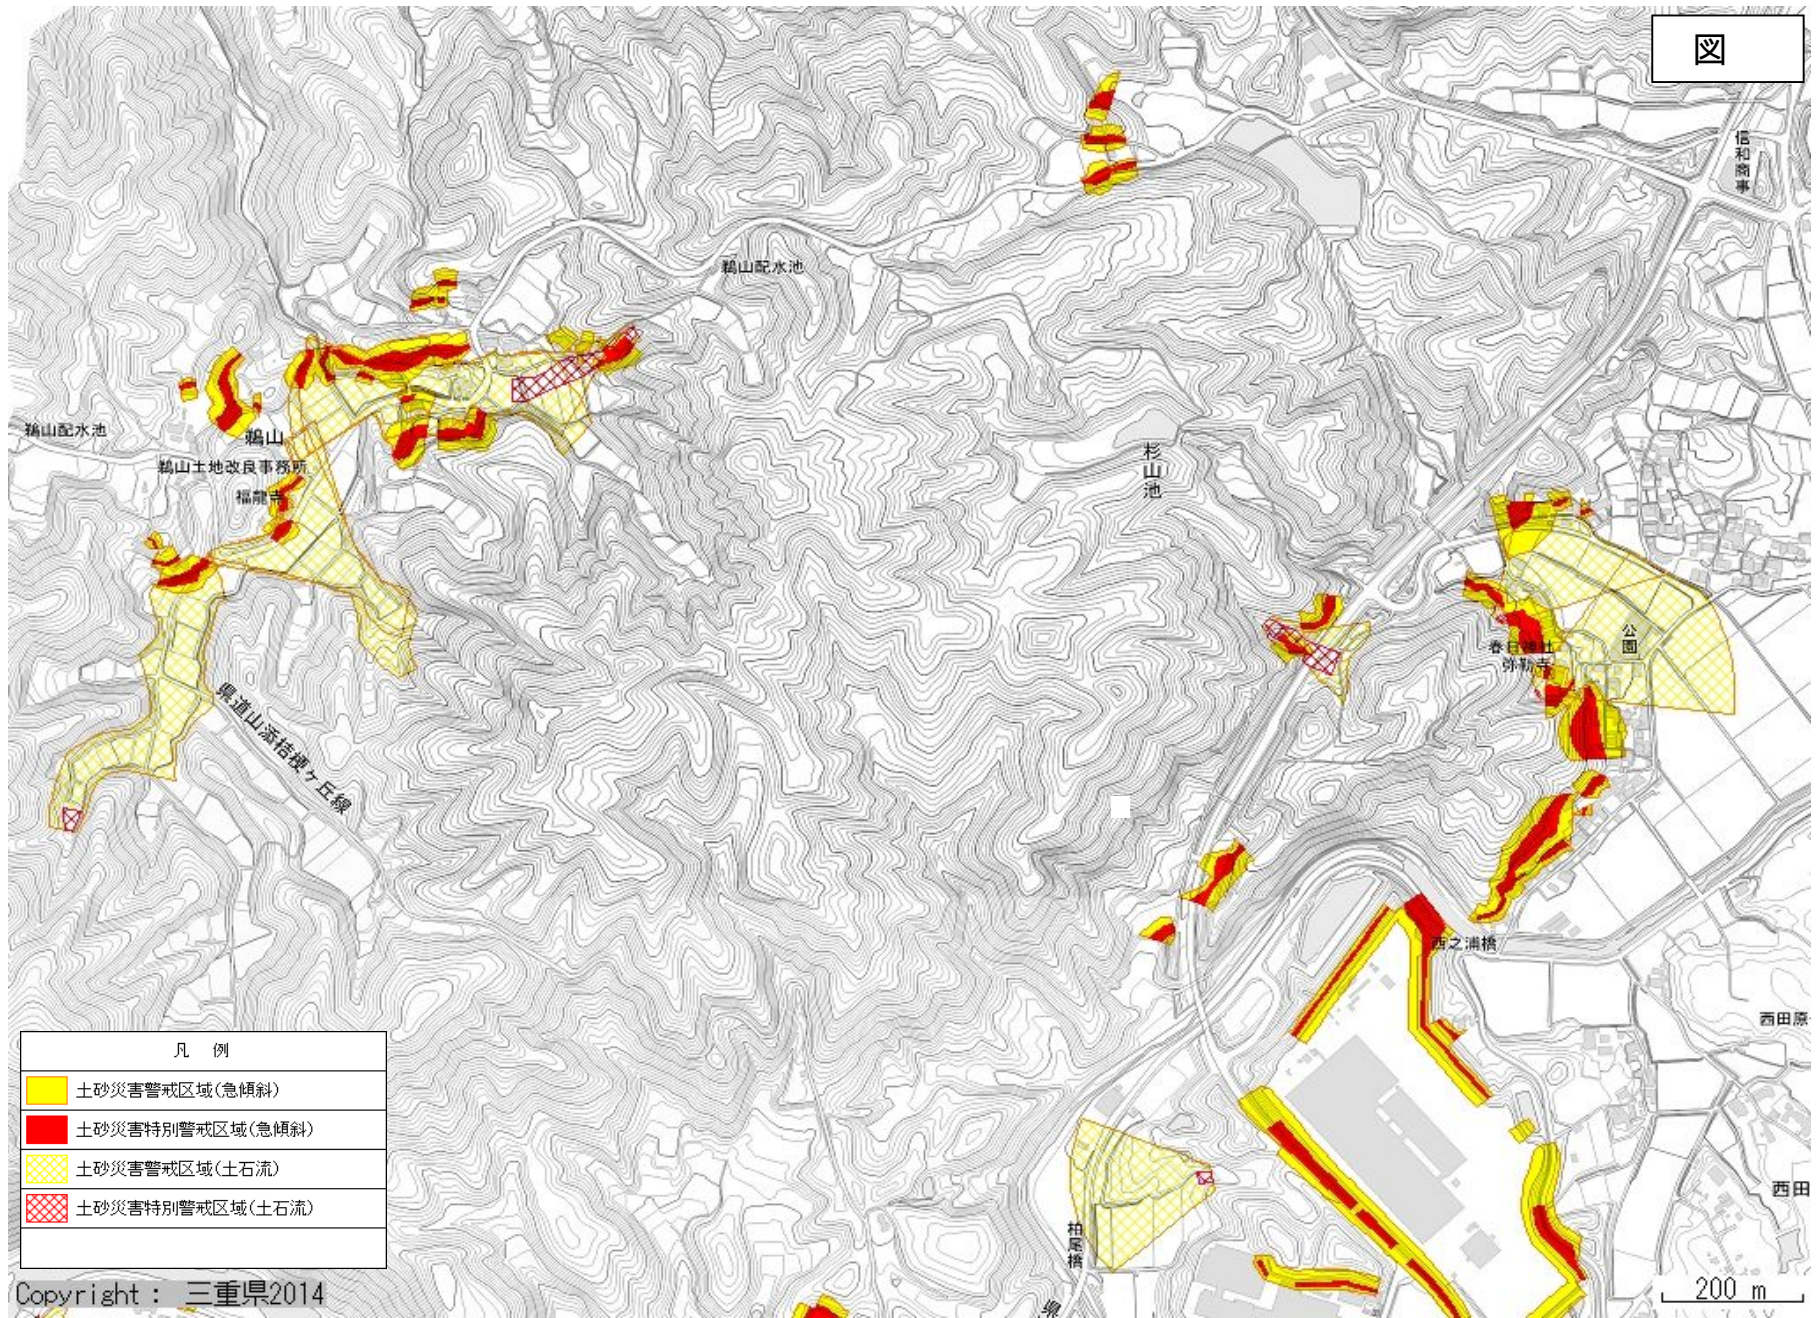 図
信和商事
鵜山配水池
鵜山配水池
鵜山
鵜山土地改良事務所
福龍寺
杉山池
公園
春日神社
弥勒寺
県道山添桔梗ケ丘線
西之浦橋
西田原
西田
柏尾橋
県
凡 例
土砂災害警戒区域(急傾斜)
土砂災害特別警戒区域(急傾斜)
土砂災害警戒区域(土石流)
土砂災害特別警戒区域(土石流)
Copyright : 三重県2014
200 m